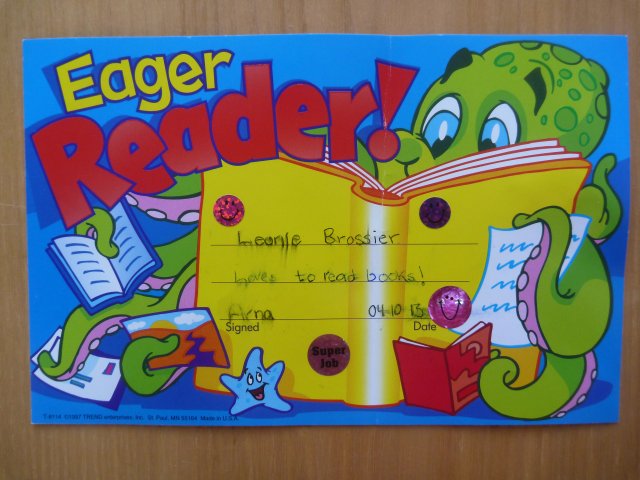 Eager
Reader!
Leonie Brossier
Loves to read books!
Arna 04-10-13
Signed Date
Super
Job
T-8114 ©1997 TREND enterprises, Inc. St. Paul, MN 55164 Made in U.S.A.